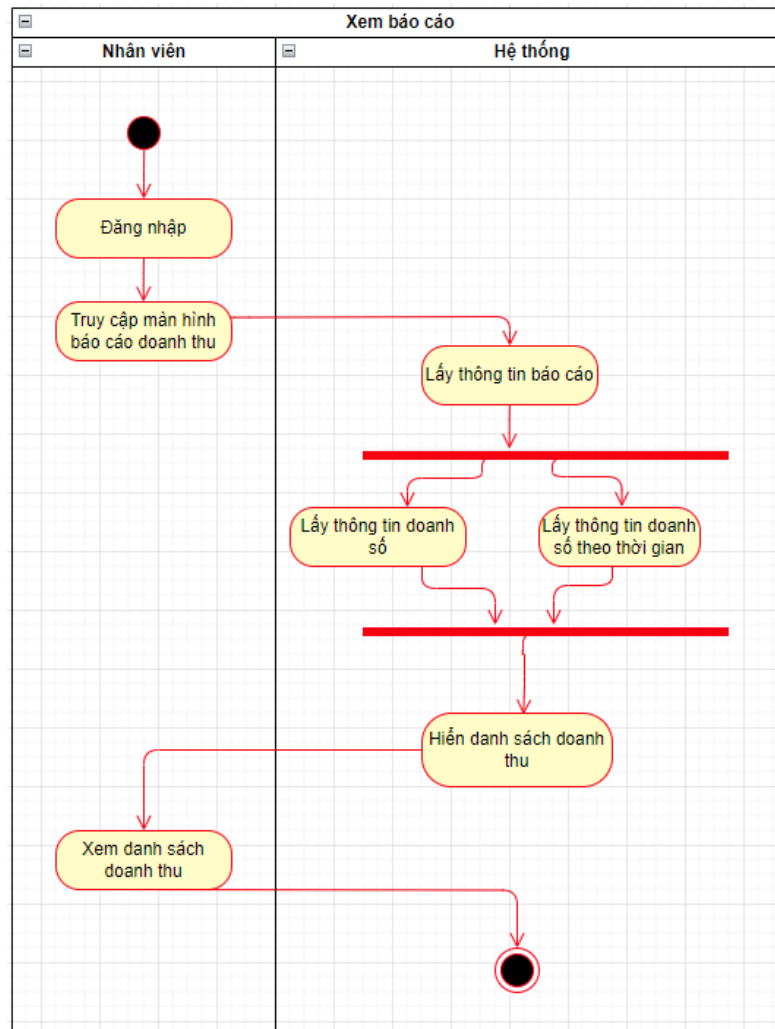 Xem báo cáo
Nhân viên
Hệ thống
Đăng nhập
Truy cập màn hình
báo cáo doanh thu
Lấy thông tin báo cáo
Lấy thông tin doanh
số
Lấy thông tin doanh
số theo thời gian
Hiển danh sách doanh
thu
Xem danh sách
doanh thu